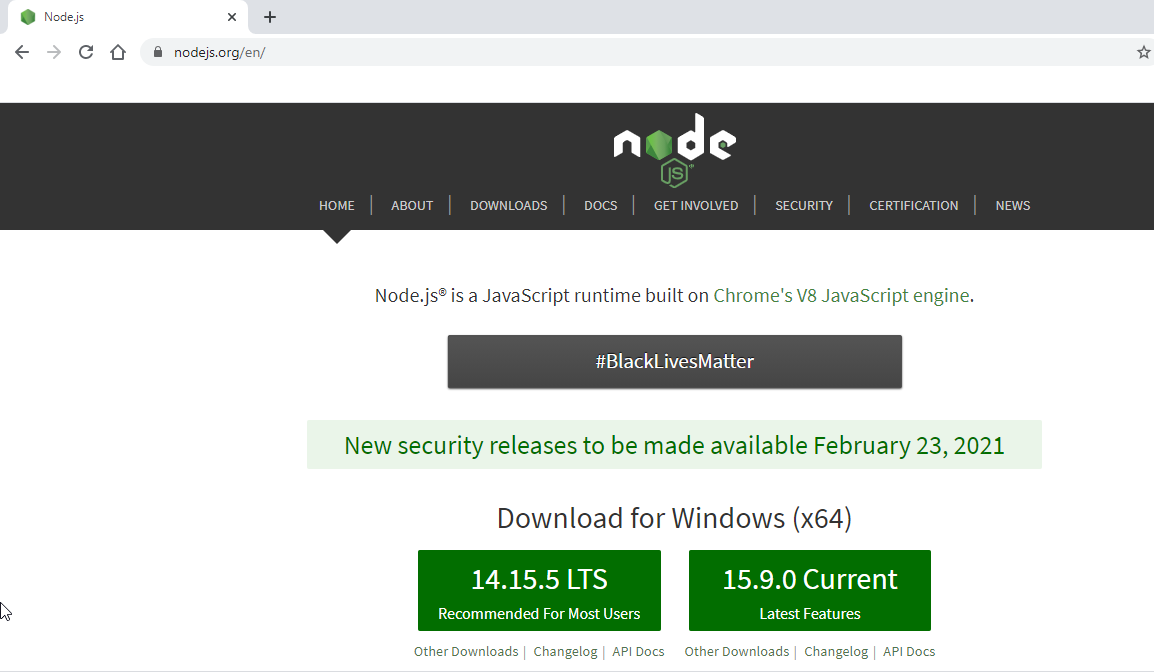 Node.js
nodejs.org/en/
node
JS
HOME | ABOUT | DOWNLOADS | DOCS | GET INVOLVED | SECURITY | CERTIFICATION | NEWS
Node.js® is a JavaScript runtime built on Chrome's V8 JavaScript engine.
#BlackLivesMatter
New security releases to be made available February 23, 2021
Download for Windows (x64)
14.15.5 LTS
Recommended For Most Users
15.9.0 Current
Latest Features
Other Downloads | Changelog | API Docs
Other Downloads | Changelog | API Docs